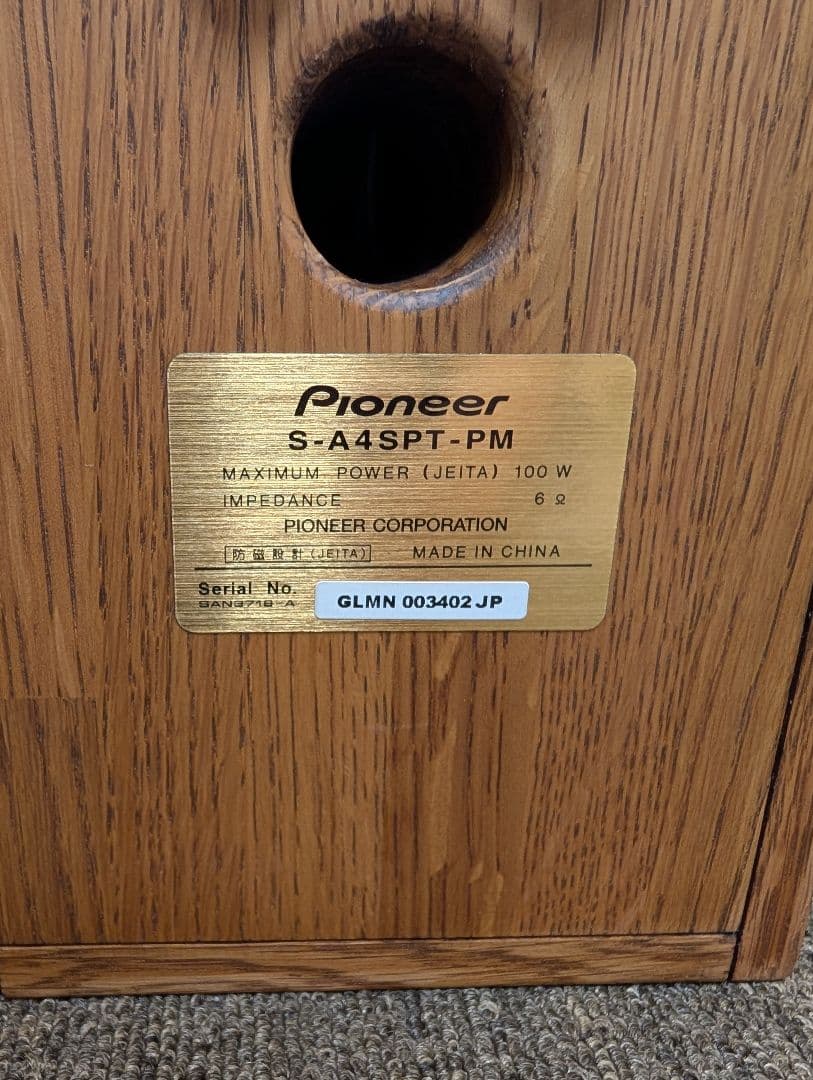 Pioneer
S-A4SPT-PM
MAXIMUM POWER (JEITA) 100 W
IMPEDANCE 6 Ω
PIONEER CORPORATION
防磁設計(JEITA) MADE IN CHINA
Serial No. GLMN 003402 JP
SAN3718-A